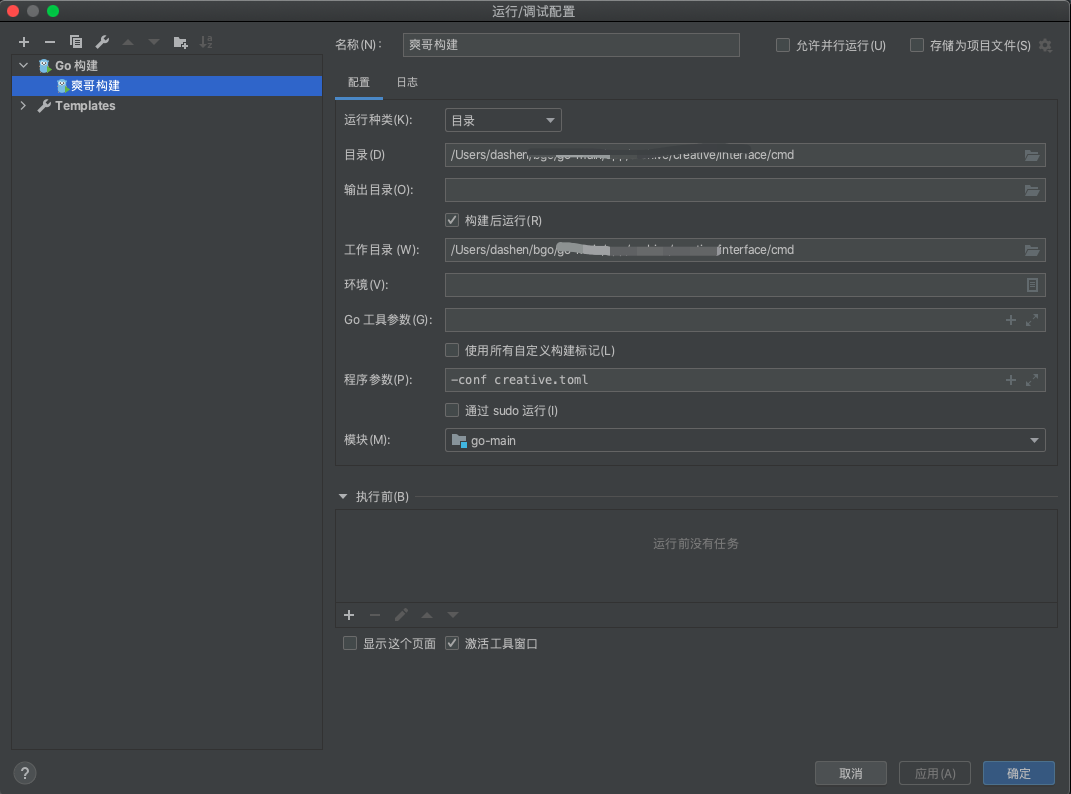 运行/调试配置
Go 构建
爽哥构建
Templates
名称(N)：
爽哥构建
允许并行运行(U)
存储为项目文件(S)
配置
日志
运行种类(K):
目录
目录(D)
/Users/dashen/bgo/go-main/ /creative/interface/cmd
输出目录(O):
构建后运行(R)
工作目录 (W):
/Users/dashen/bgo/ interface/cmd
环境(V):
Go 工具参数(G):
使用所有自定义构建标记(L)
程序参数(P):
-conf creative.toml
通过 sudo 运行(I)
模块(M):
go-main
执行前(B)
运行前没有任务
显示这个页面
激活工具窗口
?
取消
应用(A)
确定